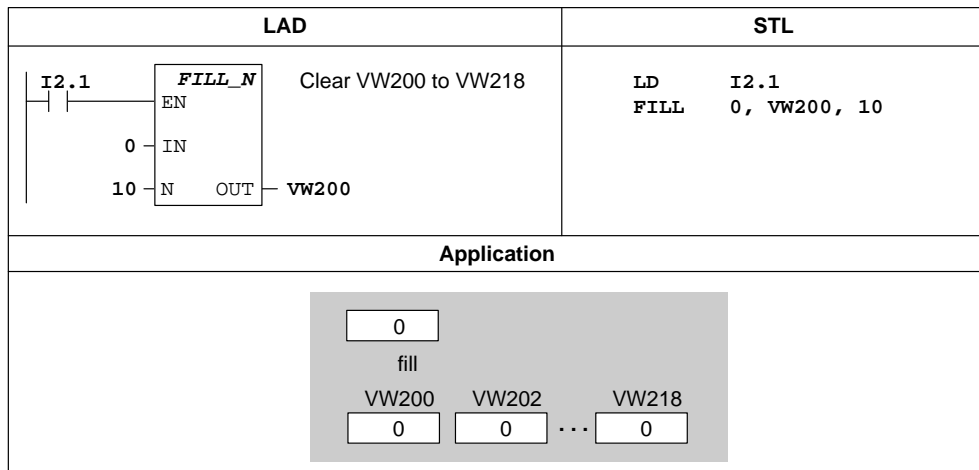 LAD STL
I2.1 FILL_N Clear VW200 to VW218
EN
0 IN
10 N OUT VW200
LD I2.1
FILL 0, VW200, 10
Application
0
fill
VW200 VW202 VW218
0 0 ... 0